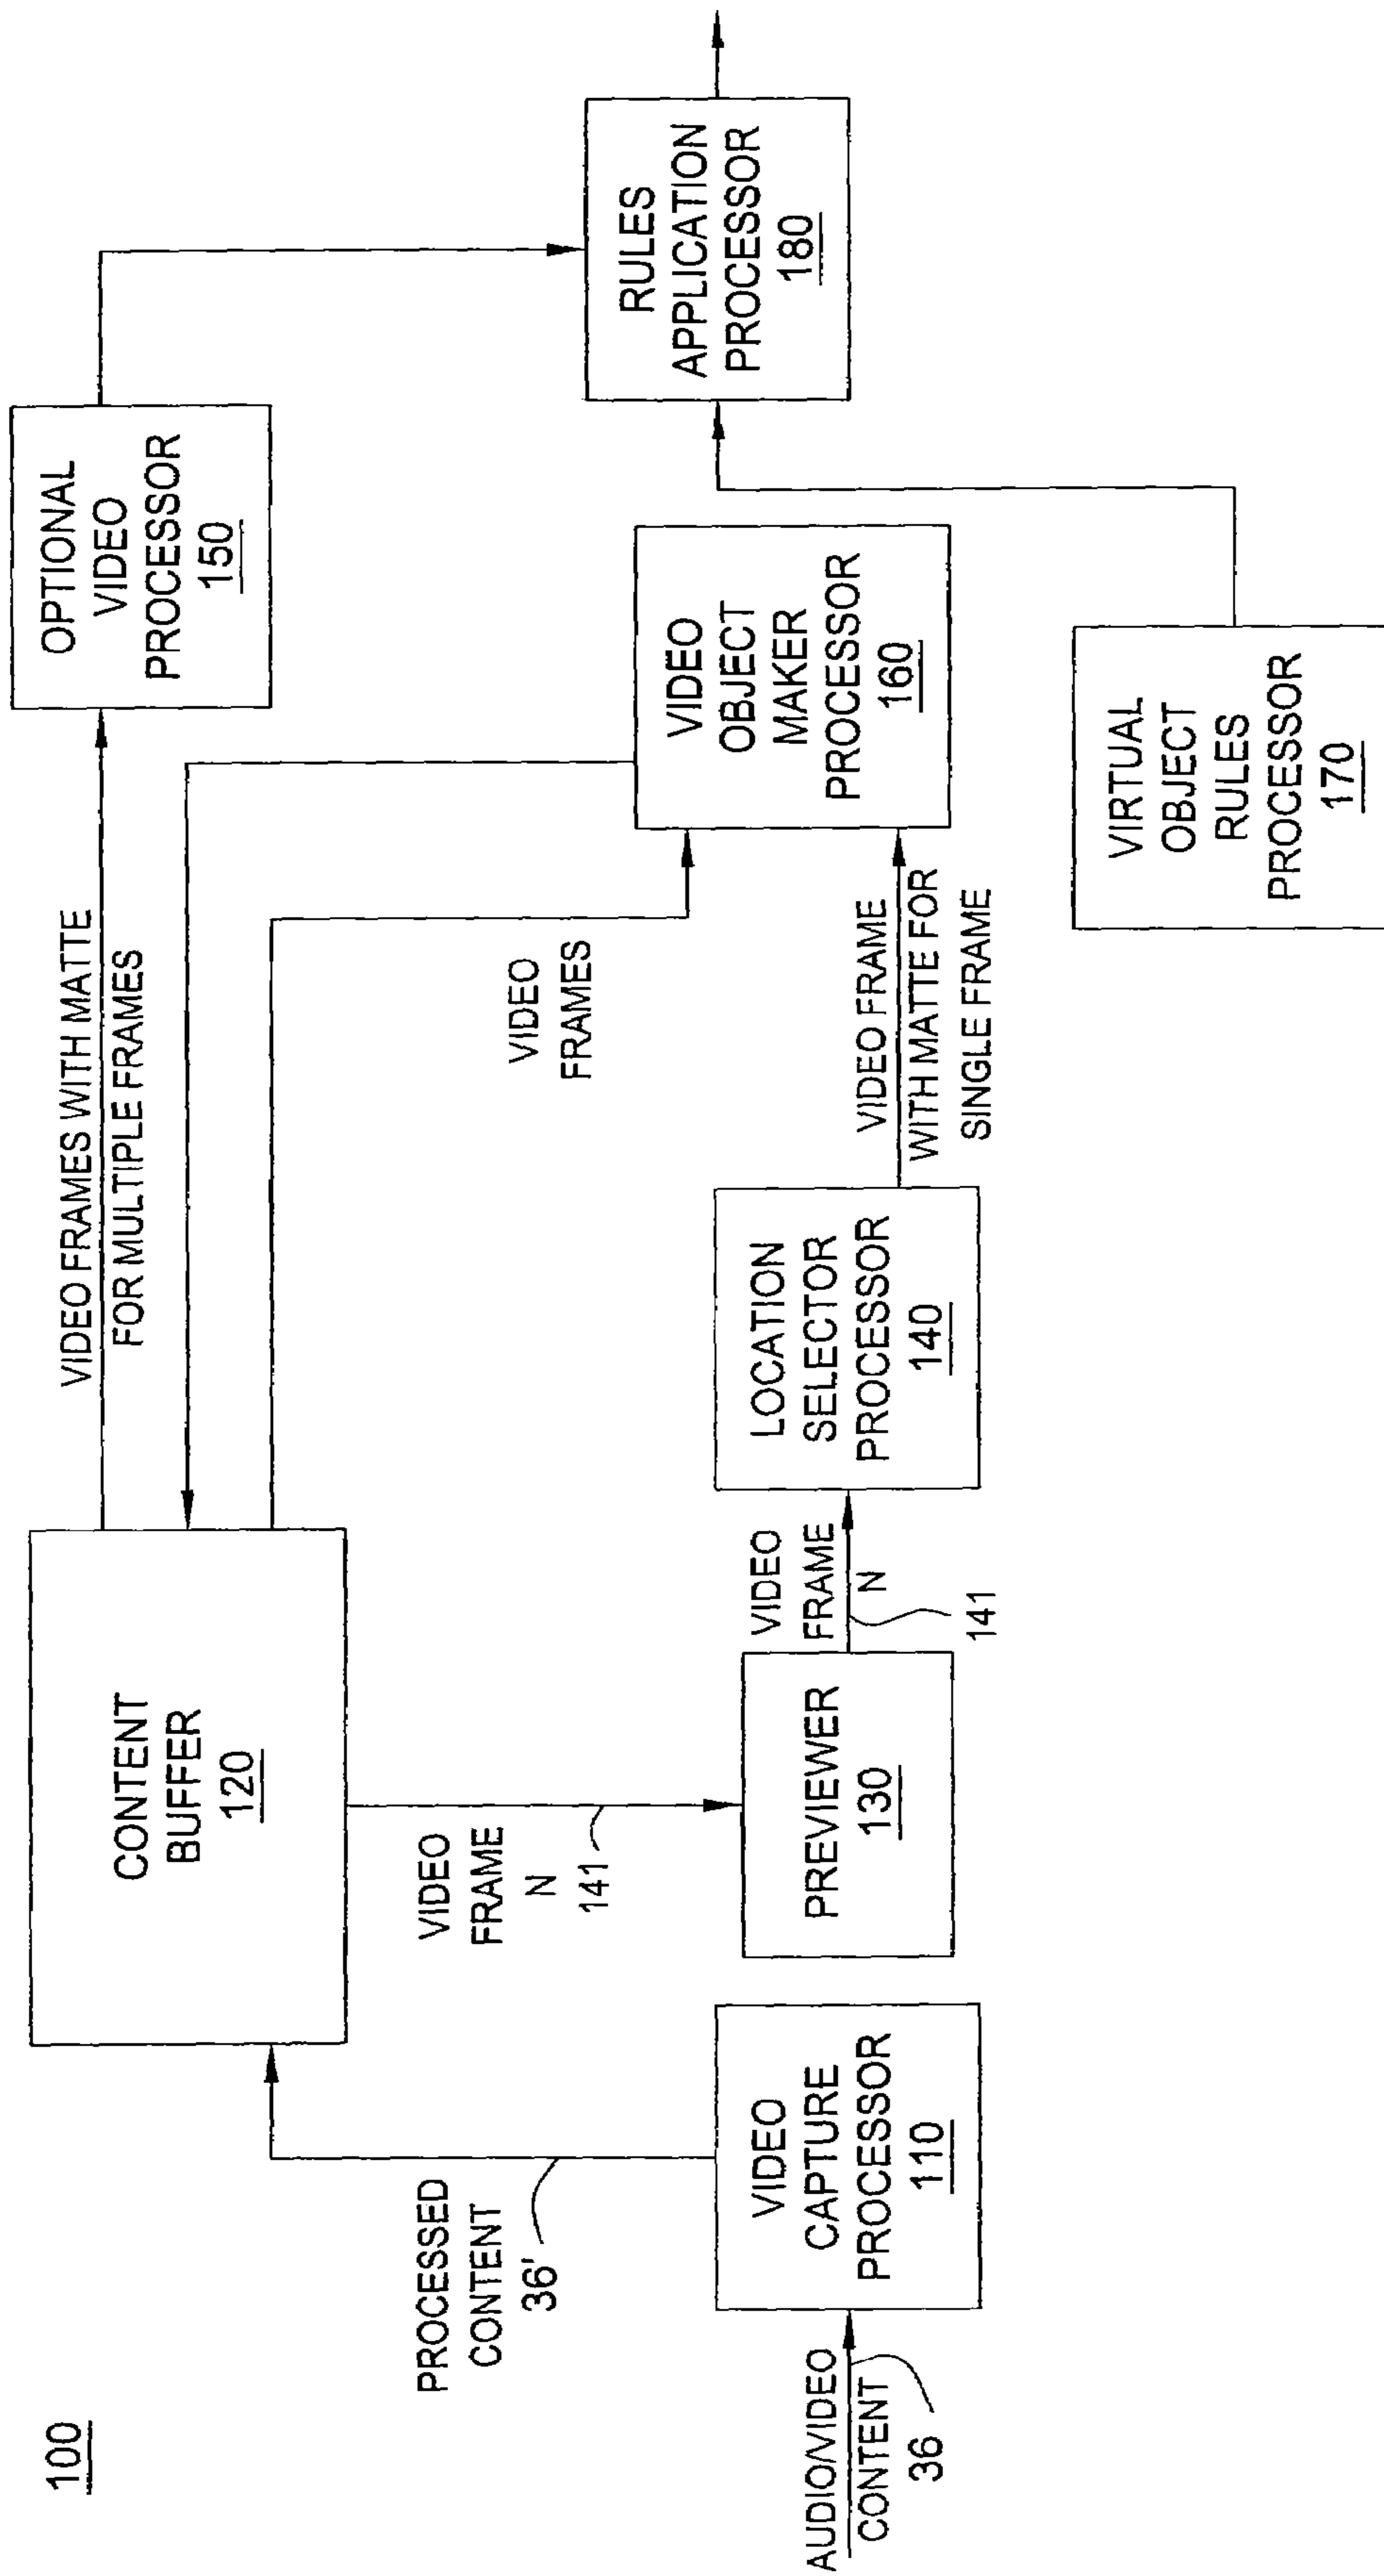 100
AUDIO/VIDEO
CONTENT
36
VIDEO
CAPTURE
PROCESSOR
110
PROCESSED
CONTENT
36'
CONTENT
BUFFER
120
VIDEO
FRAME
N
141
PREVIEWER
130
VIDEO
FRAME
N
141
LOCATION
SELECTOR
PROCESSOR
140
VIDEO FRAME
WITH MATTE FOR
SINGLE FRAME
VIDEO
FRAMES
VIDEO FRAMES WITH MATTE
FOR MULTIPLE FRAMES
OPTIONAL
VIDEO
PROCESSOR
150
VIDEO
OBJECT
MAKER
PROCESSOR
160
VIRTUAL
OBJECT
RULES
PROCESSOR
170
RULES
APPLICATION
PROCESSOR
180